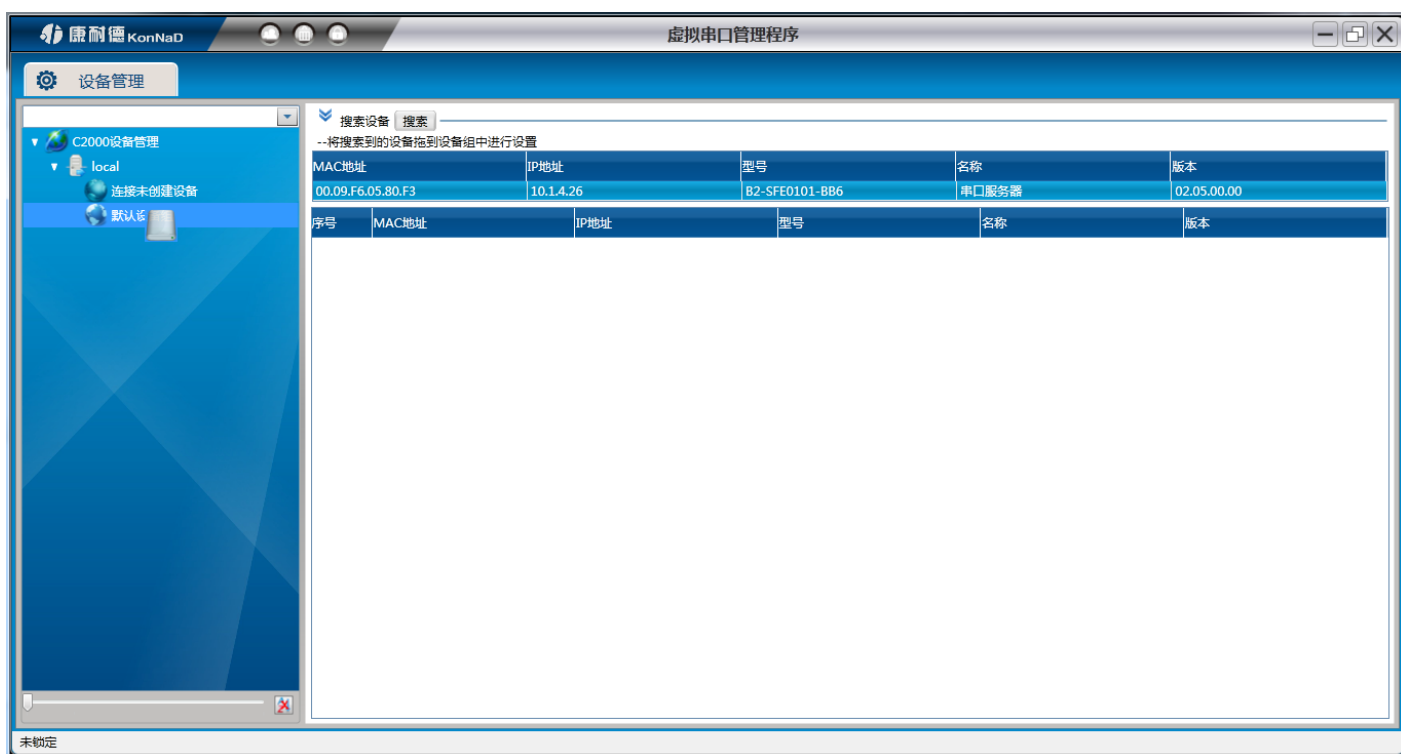 康耐德 KonNaD
虚拟串口管理程序
设备管理
C2000设备管理
local
连接未创建设备
默认
搜索设备 搜索
--将搜索到的设备拖到设备组中进行设置
MAC地址 IP地址 型号 名称 版本
00.09.F6.05.80.F3 10.1.4.26 B2-SFE0101-BB6 串口服务器 02.05.00.00
序号 MAC地址 IP地址 型号 名称 版本
未锁定